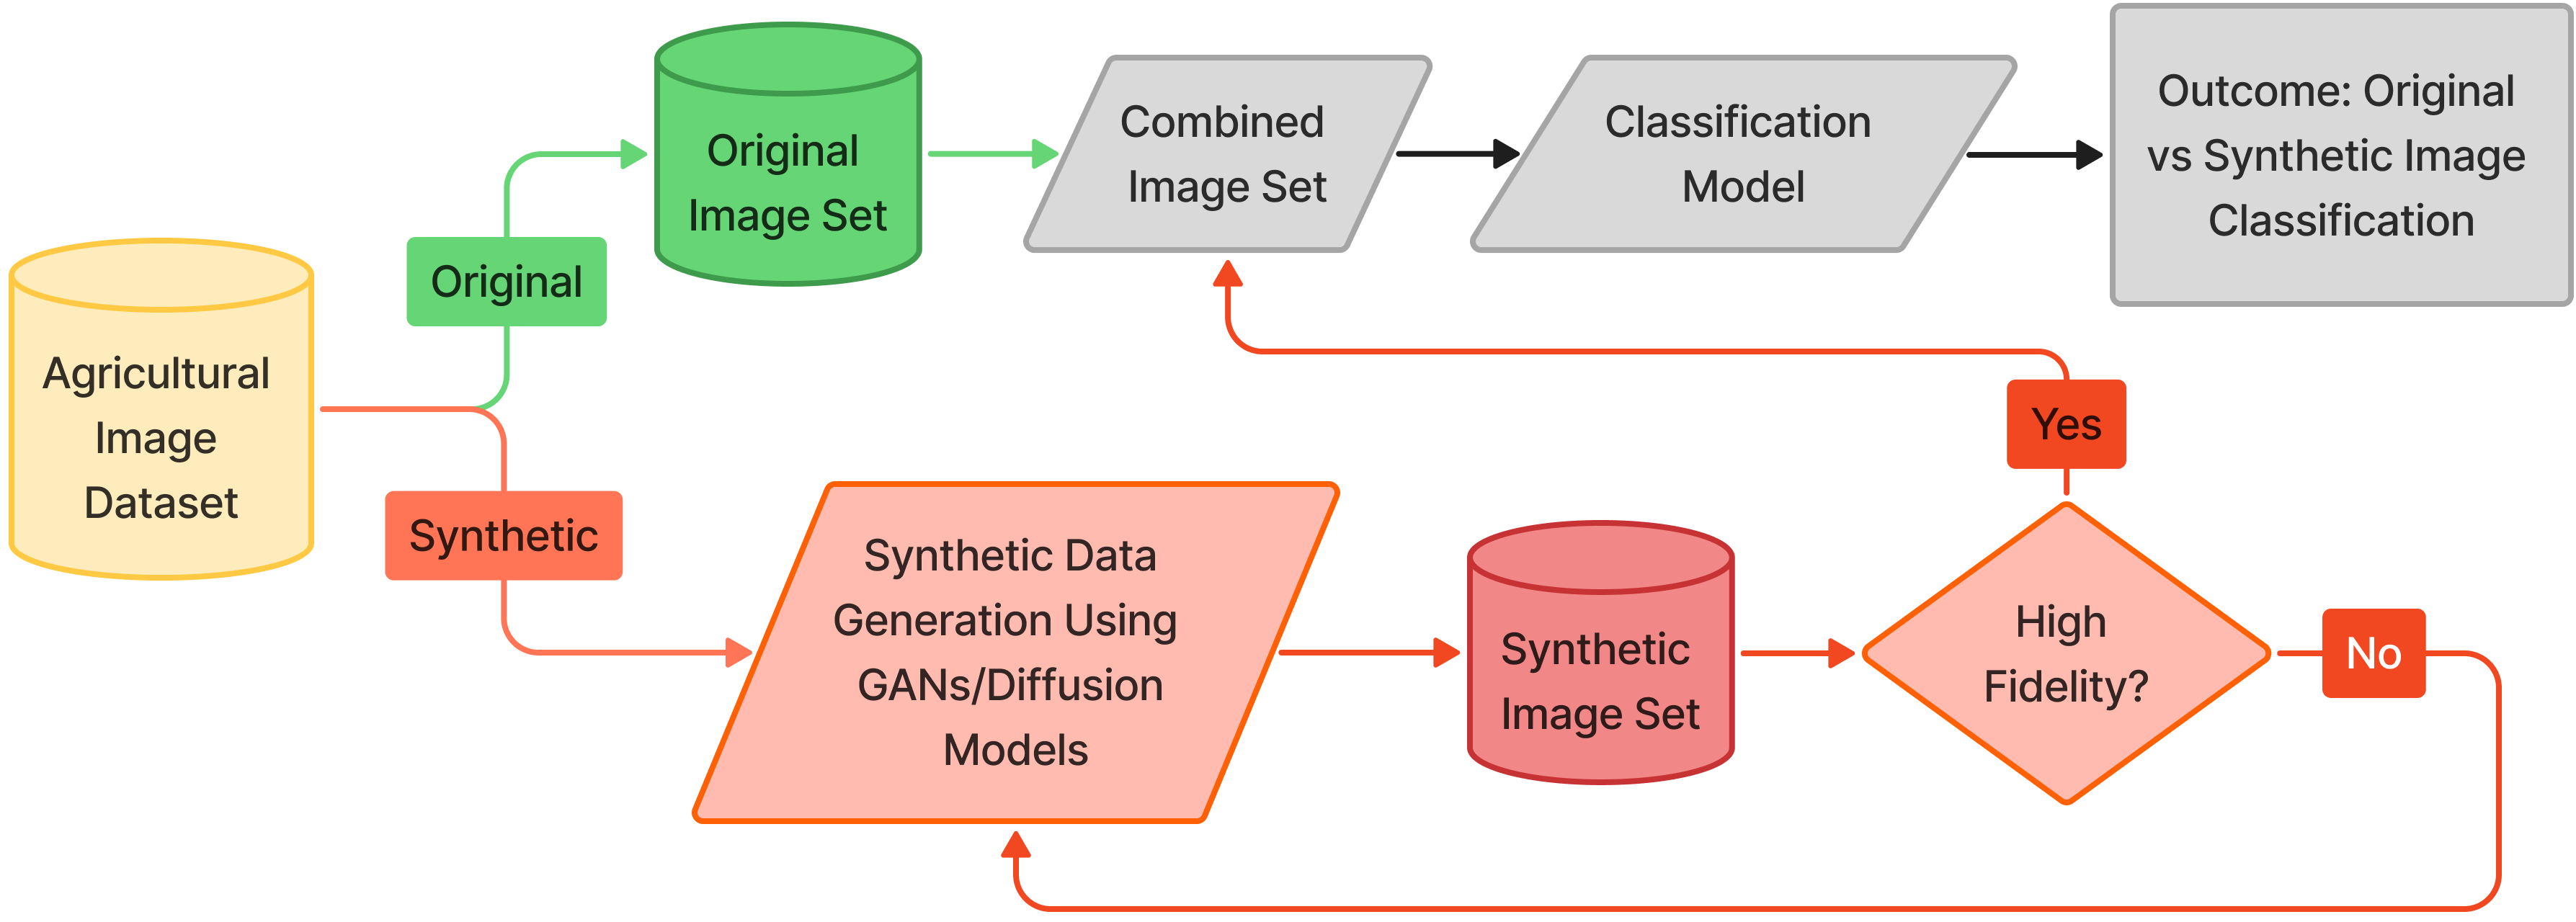 Agricultural
Image
Dataset
Original
Original
Image Set
Combined
Image Set
Classification
Model
Outcome: Original
vs Synthetic Image
Classification
Synthetic
Synthetic Data
Generation Using
GANs/Diffusion
Models
Synthetic
Image Set
High
Fidelity?
Yes
No